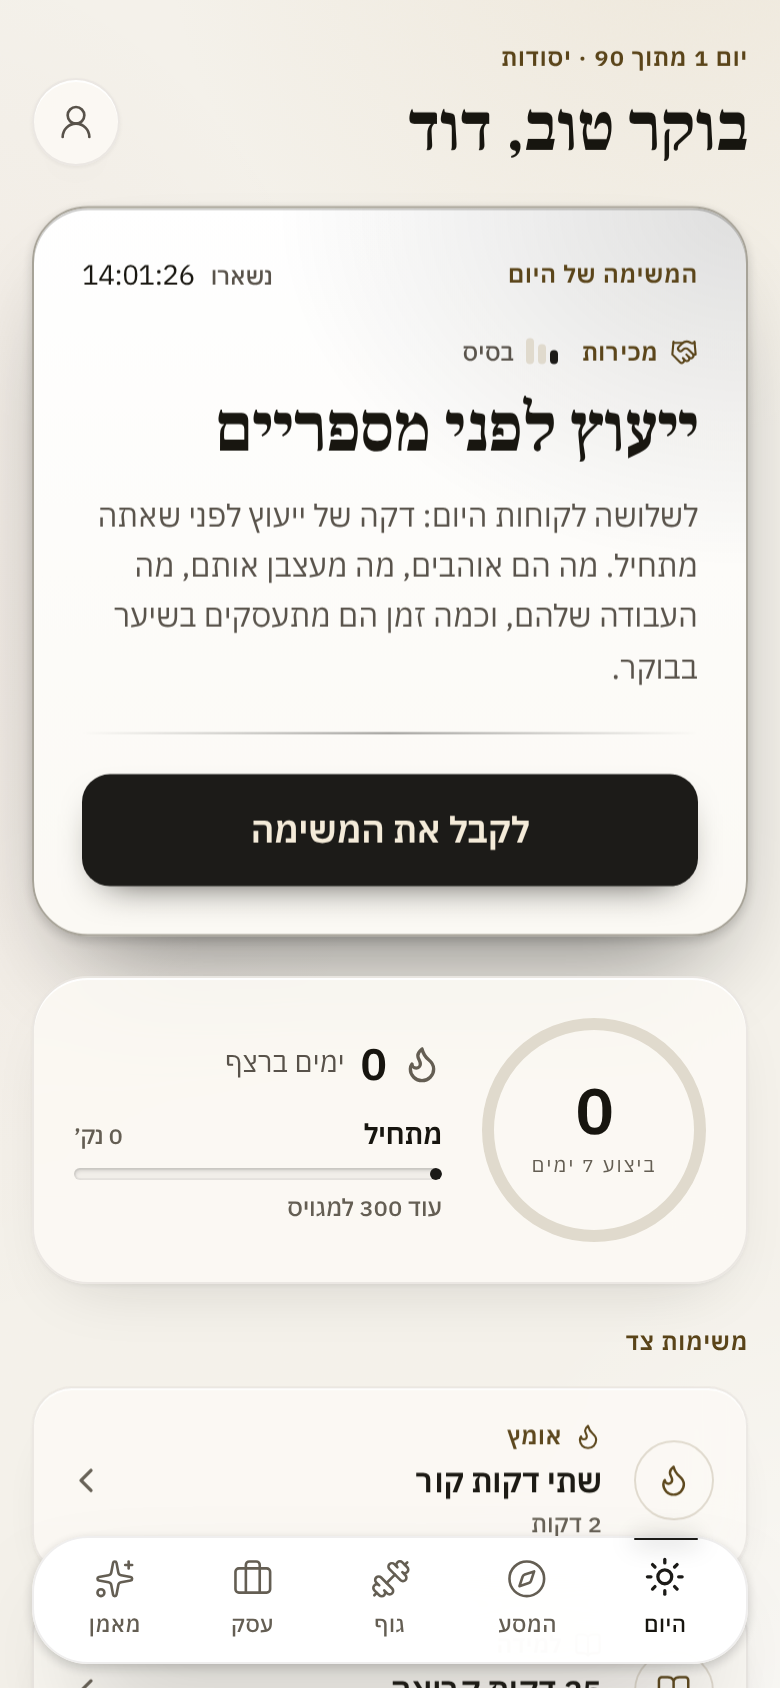 יום 1 מתוך 90 · יסודות
בוקר טוב, דוד
המשימה של היום
נשארו 14:01:26
מכירות
בסיס
ייעוץ לפני מספריים
לשלושה לקוחות היום: דקה של ייעוץ לפני שאתה
מתחיל. מה הם אוהבים, מה מעצבן אותם, מה
העבודה שלהם, וכמה זמן הם מתעסקים בשיער
בבוקר.
לקבל את המשימה
0
ביצוע 7 ימים
0 ימים ברצף
מתחיל
0 נק׳
עוד 300 למגויס
משימות צד
אומץ
שתי דקות קור
2 דקות
היום
המסע
גוף
עסק
מאמן